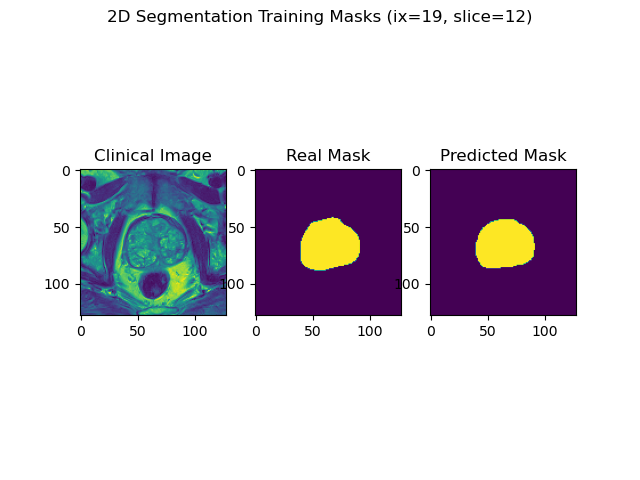 2D Segmentation Training Masks (ix=19, slice=12)
Clinical Image Real Mask Predicted Mask
0 0 0
50 50 50
100 100 100
0 50 100 0 50 100 0 50 100